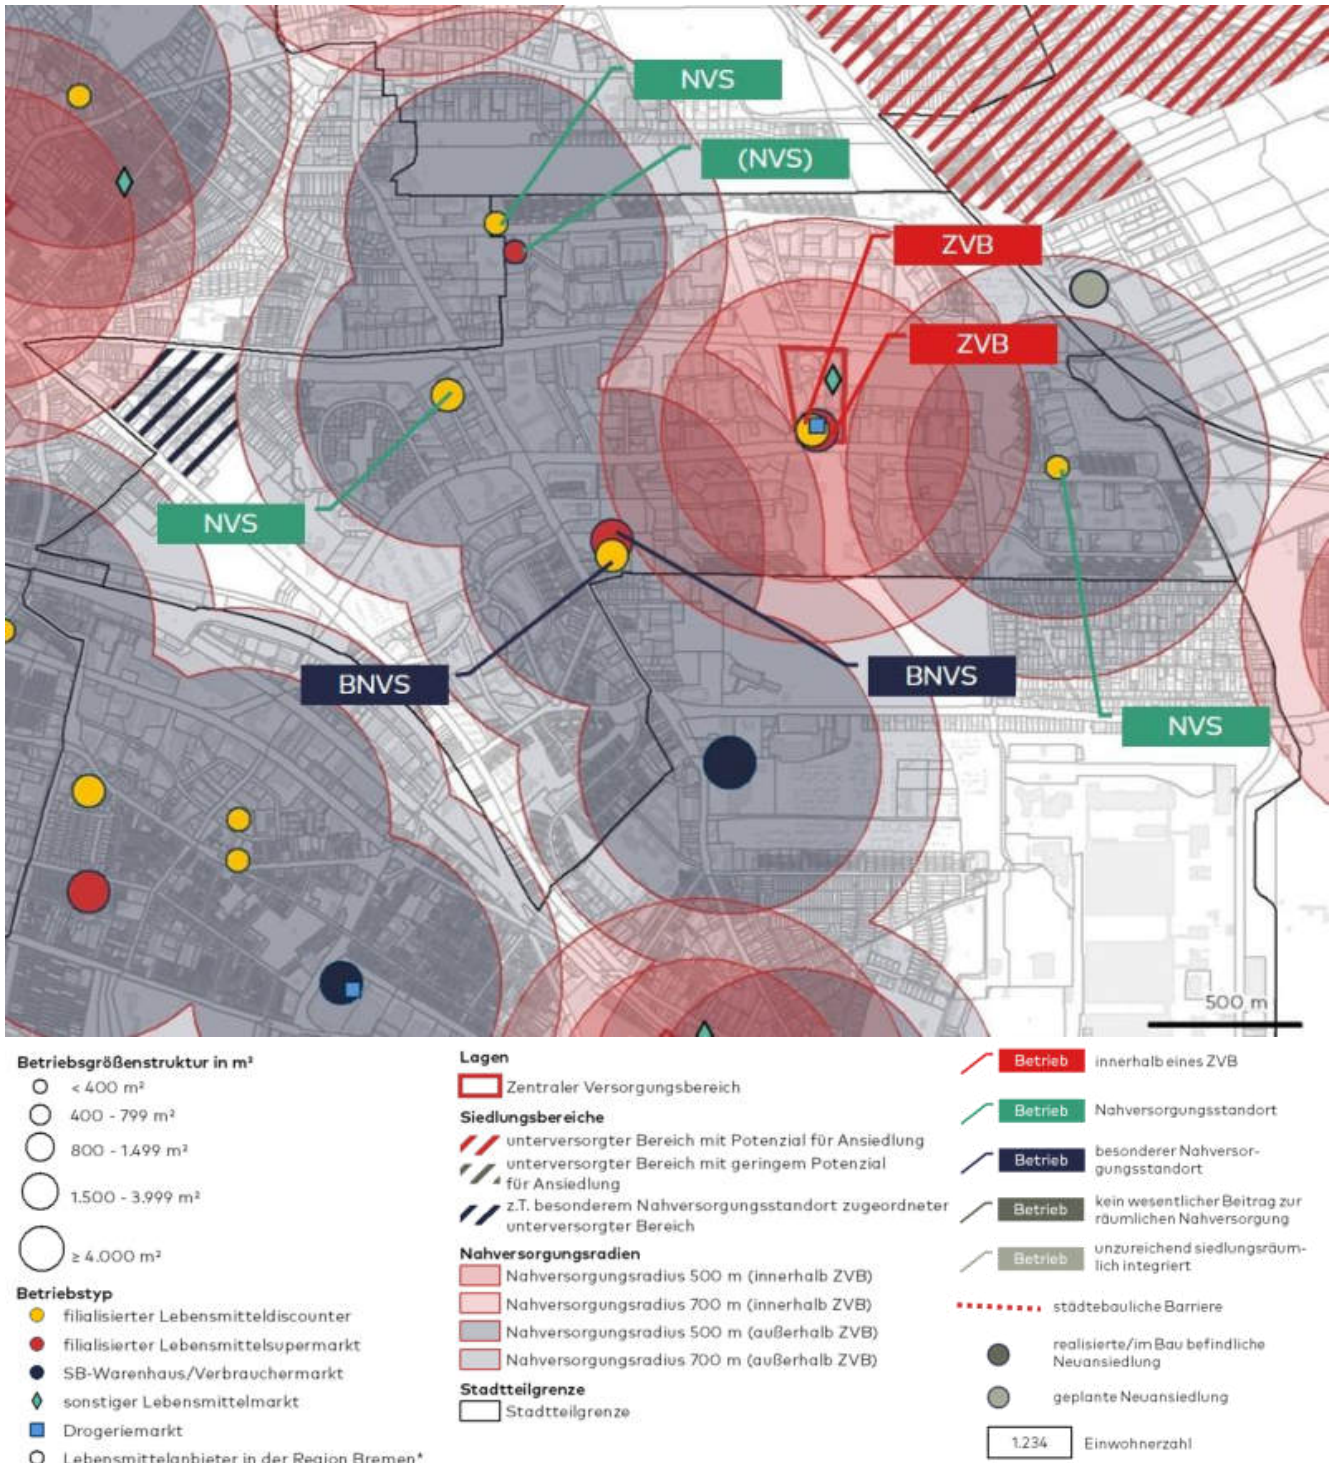 NVS
(NVS)
ZVB
ZVB
NVS
BNVS
BNVS
NVS
500 m
Betriebsgrößenstruktur in m²
< 400 m²
400 - 799 m²
800 - 1.499 m²
1.500 - 3.999 m²
≥ 4.000 m²
Betriebstyp
filialisierter Lebensmitteldiscounter
filialisierter Lebensmittelsupermarkt
SB-Warenhaus/Verbrauchermarkt
sonstiger Lebensmittelmarkt
Drogeriemarkt
Lebensmittelanbieter in der Region Bremen*
Lagen
Zentraler Versorgungsbereich
Siedlungsbereiche
unterversorgter Bereich mit Potenzial für Ansiedlung
unterversorgter Bereich mit geringem Potenzial
für Ansiedlung
z.T. besonderem Nahversorgungsstandort zugeordneter
unterversorgter Bereich
Nahversorgungsradien
Nahversorgungsradius 500 m (innerhalb ZVB)
Nahversorgungsradius 700 m (innerhalb ZVB)
Nahversorgungsradius 500 m (außerhalb ZVB)
Nahversorgungsradius 700 m (außerhalb ZVB)
Stadtteilgrenze
Stadtteilgrenze
Betrieb innerhalb eines ZVB
Betrieb Nahversorgungsstandort
Betrieb besonderer Nahversor-
gungsstandort
Betrieb kein wesentlicher Beitrag zur
räumlichen Nahversorgung
Betrieb unzureichend siedlungsräum-
lich integriert
städtebauliche Barriere
realisierte/im Bau befindliche
Neuansiedlung
geplante Neuansiedlung
1.234 Einwohnerzahl